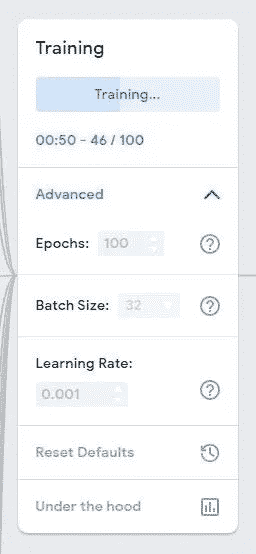 Training
Training...
00:50 - 46 / 100
Advanced
Epochs: 100
Batch Size: 32
Learning Rate:
0.001
Reset Defaults
Under the hood